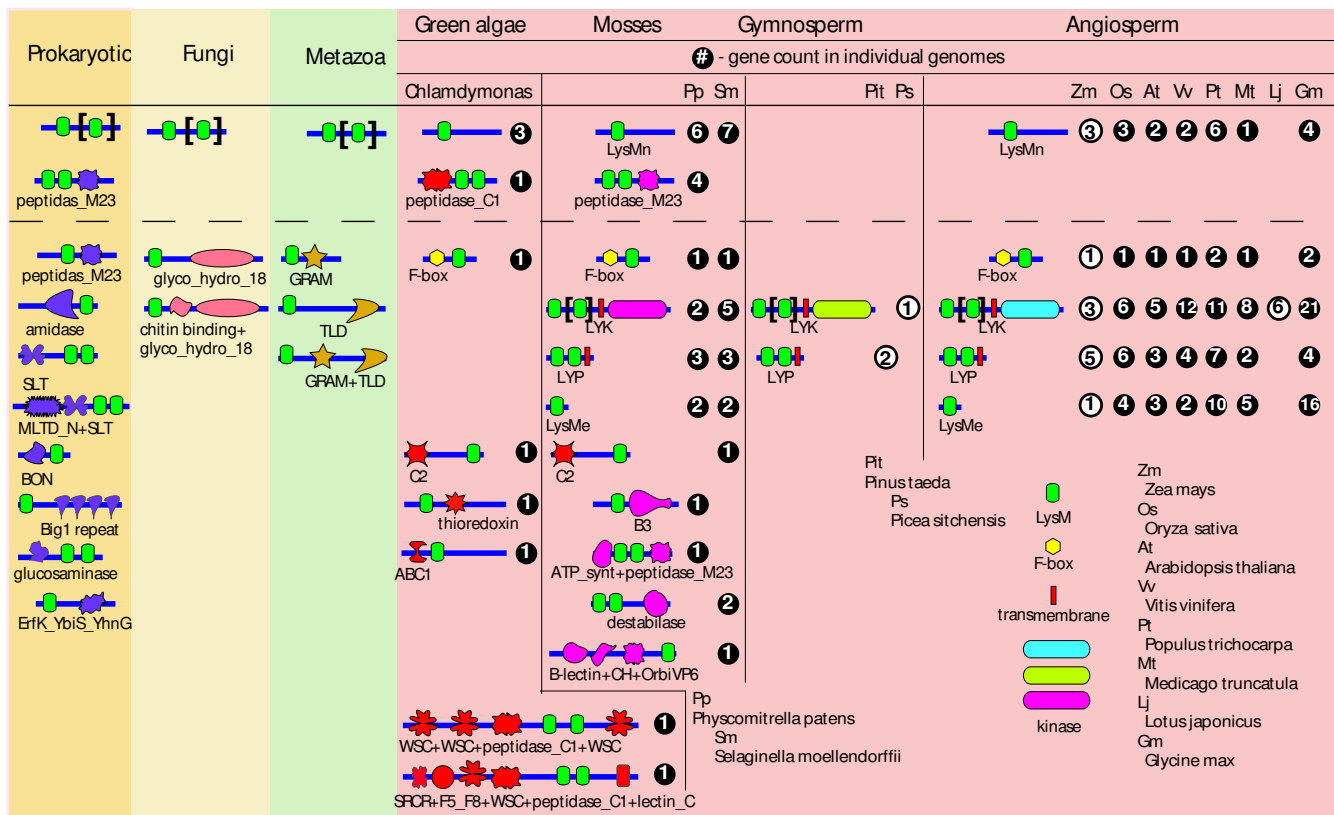 Green algae Mosses Gymnosperm Angiosperm
Prokaryotic Fungi Metazoa
# - gene count in individual genomes
Chlamdymonas Pp Sm Pit Ps Zm Os At Vv Pt Mt Lj Gm
[ ] [ ] [ ] 3 6 7 3 3 2 2 6 1 4
LysMn LysMn
1 4
peptidas_M23 peptidase_C1 peptidase_M23
1 1 1 1 1 1 1 2 1 2
peptidas_M23 glyco_hydro_18 GRAM F-box F-box F-box
[ ] 2 5 [ ] 1 [ ] 3 6 5 12 11 8 6 21
amidase chitin binding+ TLD LYK LYK LYK
glyco_hydro_18
3 3 2 5 6 3 4 7 2 4
SLT GRAM+TLD LYP LYP LYP
2 2 1 4 3 2 10 5 16
MLTD_N+SLT LysMe LysMe
1 1
BON C2 C2
1 1
Big1 repeat thioredoxin B3
1 1
glucosaminase ABC1 ATP_synt+peptidase_M23
2
ErfK_YbiS_YhnG destabilase
1
B-lectin+CH+OrbiVP6
1
WSC+WSC+peptidase_C1+WSC
1
SRCR+F5_F8+WSC+peptidase_C1+lectin_C
Pp
Physcomitrella patens
Sm
Selaginella moellendorffii
Pit
Pinus taeda
Ps
Picea sitchensis
LysM
F-box
transmembrane
kinase
Zm
Zea mays
Os
Oryza sativa
At
Arabidopsis thaliana
Vv
Vitis vinifera
Pt
Populus trichocarpa
Mt
Medicago truncatula
Lj
Lotus japonicus
Gm
Glycine max